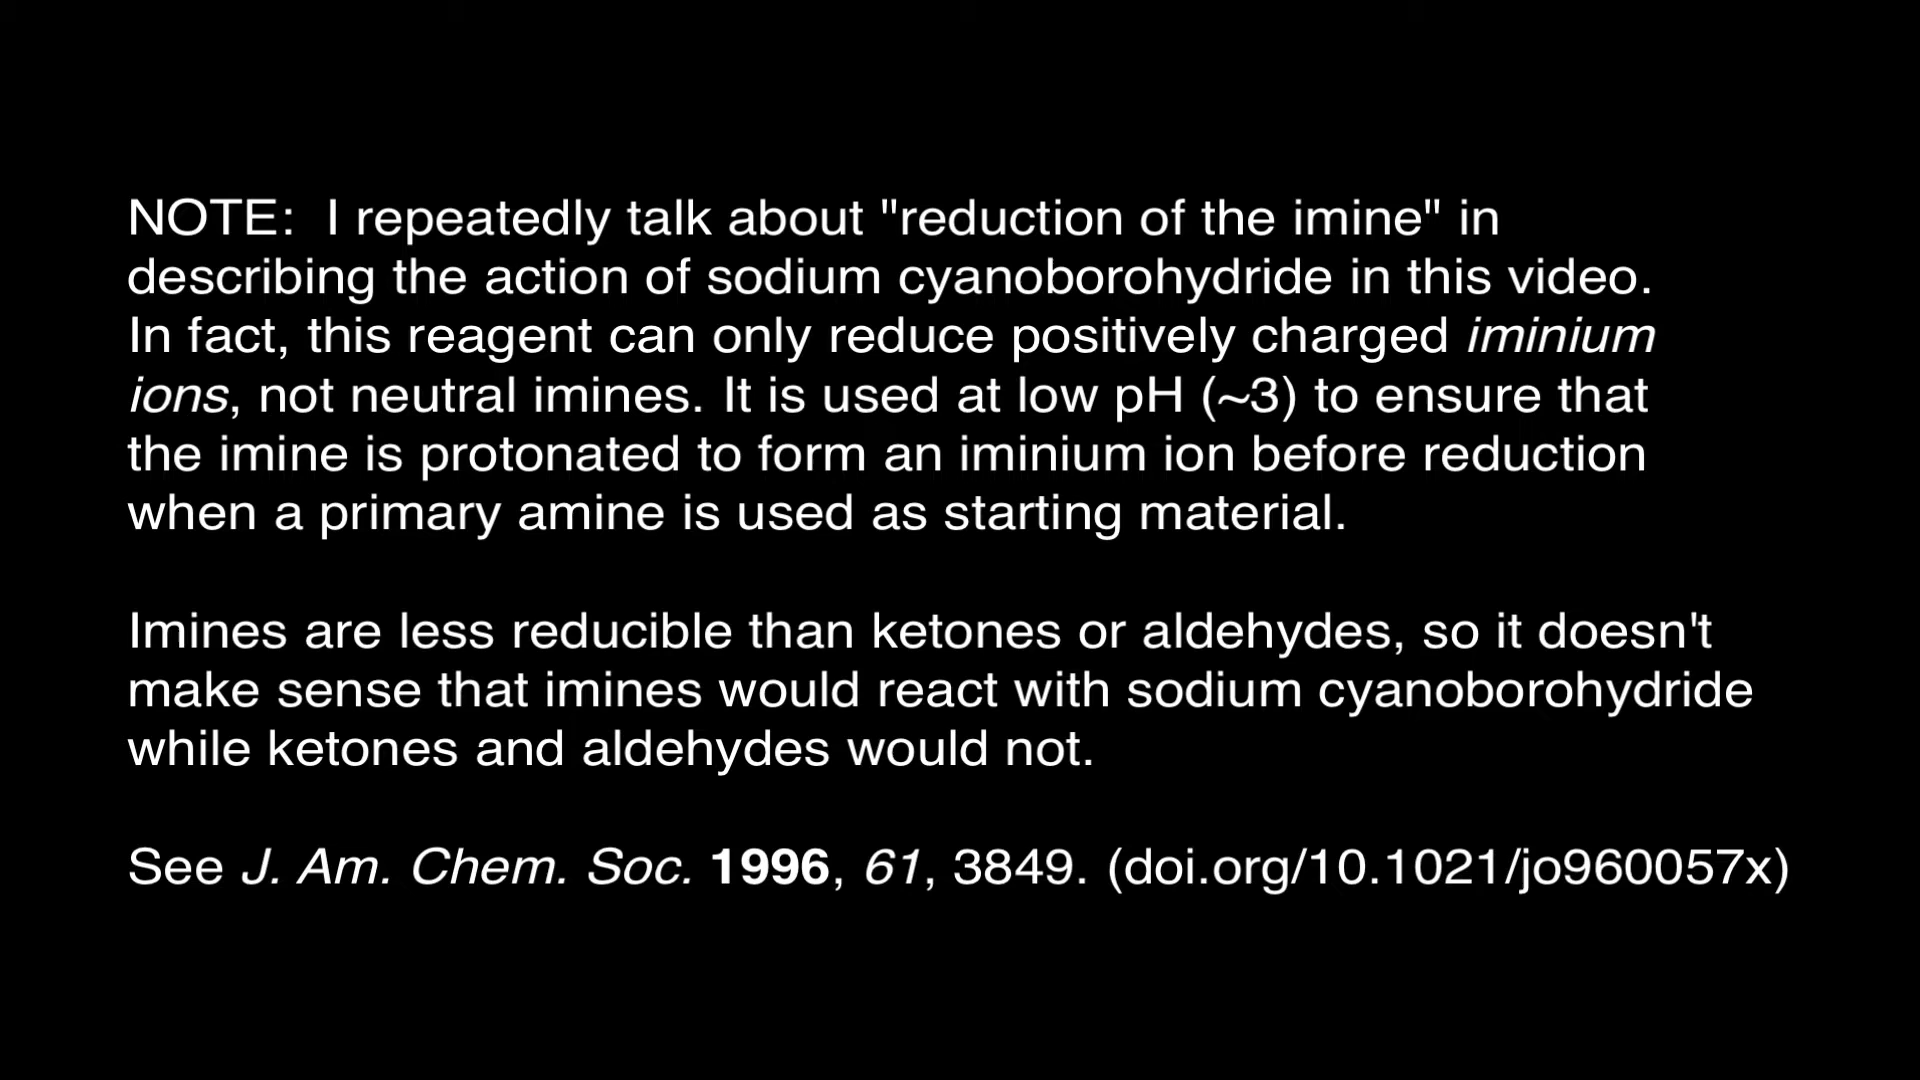 NOTE:  I repeatedly talk about "reduction of the imine" in
describing the action of sodium cyanoborohydride in this video.
In fact, this reagent can only reduce positively charged iminium
ions, not neutral imines. It is used at low pH (~3) to ensure that
the imine is protonated to form an iminium ion before reduction
when a primary amine is used as starting material.
Imines are less reducible than ketones or aldehydes, so it doesn't
make sense that imines would react with sodium cyanoborohydride
while ketones and aldehydes would not.
See J. Am. Chem. Soc. 1996, 61, 3849. (doi.org/10.1021/jo960057x)